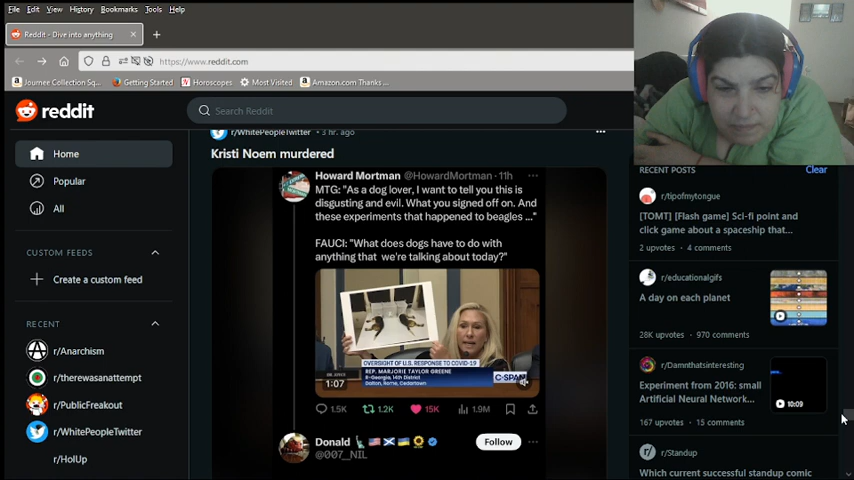 File Edit View History Bookmarks Tools Help
Reddit - Dive into anything
https://www.reddit.com
Journee Collection Sq... Getting Started Horoscopes Most Visited Amazon.com Thanks ...
reddit
Search Reddit
Home
Popular
All
CUSTOM FEEDS
Create a custom feed
RECENT
r/Anarchism
r/therewasanattempt
r/PublicFreakout
r/WhitePeopleTwitter
r/HolUp
r/WhitePeopleTwitter • 3 hr. ago
Kristi Noem murdered
Howard Mortman @HowardMortman · 11h
MTG: "As a dog lover, I want to tell you this is
disgusting and evil. What you signed off on. And
these experiments that happened to beagles ..."
FAUCI: "What does dogs have to do with
anything that we're talking about today?"
OVERSIGHT OF U.S. RESPONSE TO COVID-19
REP. MARJORIE TAYLOR GREENE
R-Georgia, 14th District
Dalton, Rome, Cedartown
C-SPAN
1:07
1.5K 1.2K 15K 1.9M
Donald
@007_NIL
Follow
RECENT POSTS
Clear
r/tipofmytongue
[TOMT] [Flash game] Sci-fi point and
click game about a spaceship that...
2 upvotes · 4 comments
r/educationalgifs
A day on each planet
28K upvotes · 970 comments
r/Damnthatsinteresting
Experiment from 2016: small
Artificial Neural Network...
10:09
167 upvotes · 15 comments
r/Standup
Which current successful standup comic